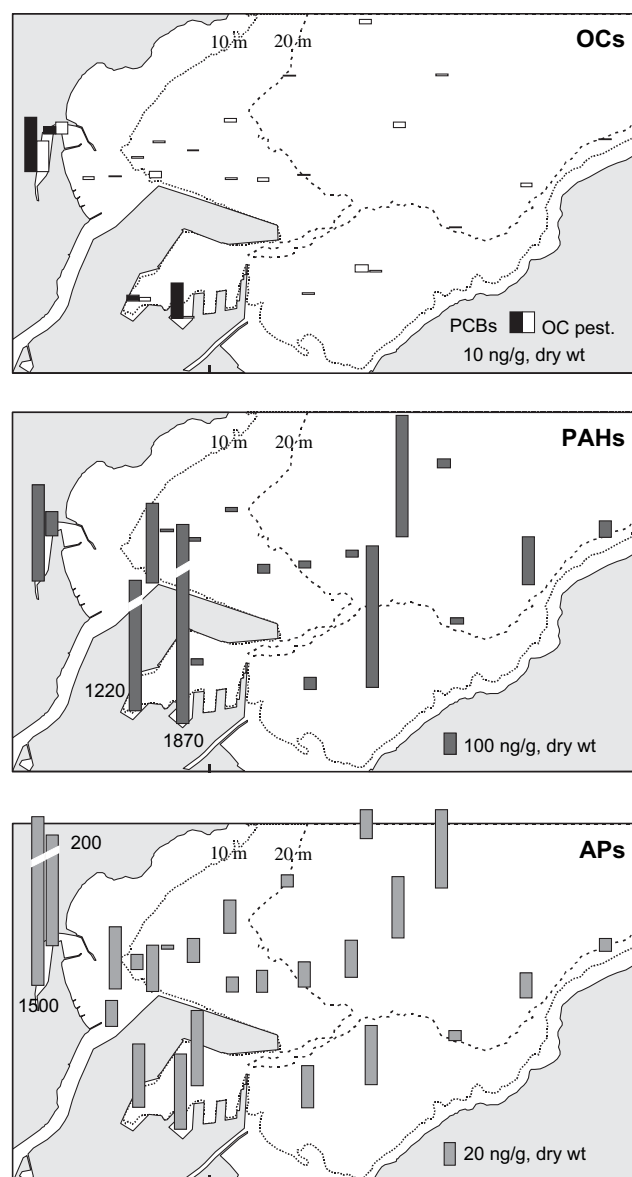 OCs
10 m 20 m
PCBs OC pest.
10 ng/g, dry wt
PAHs
10 m 20 m
1220
1870
100 ng/g, dry wt
APs
200
10 m 20 m
1500
20 ng/g, dry wt